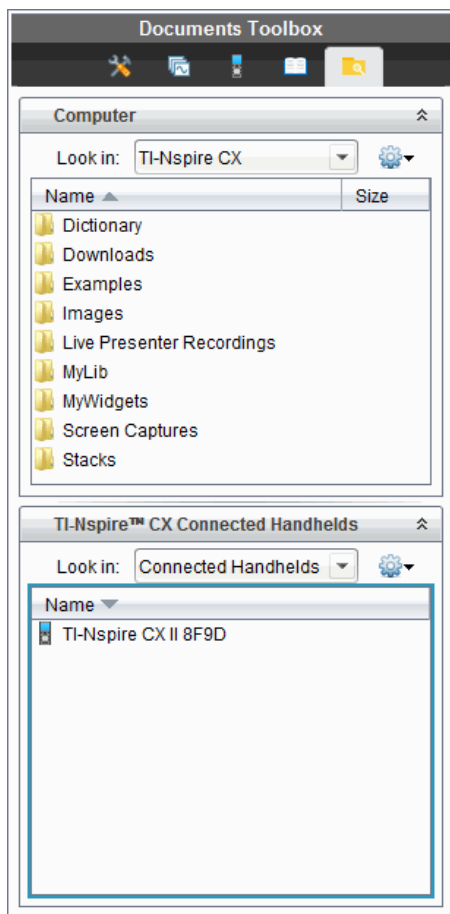 Documents Toolbox
Computer
Look in: TI-Nspire CX
Name Size
Dictionary
Downloads
Examples
Images
Live Presenter Recordings
MyLib
MyWidgets
Screen Captures
Stacks
TI-Nspire™ CX Connected Handhelds
Look in: Connected Handhelds
Name
TI-Nspire CX II 8F9D